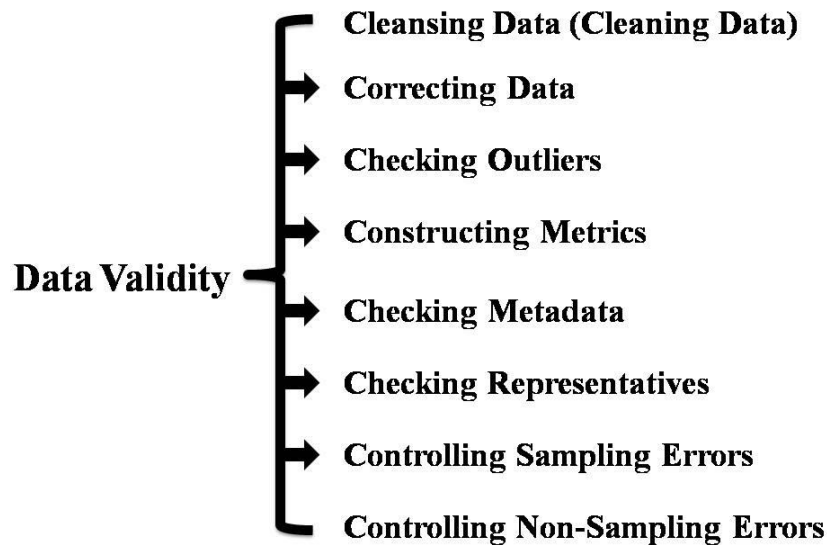 Data Validity
Cleansing Data (Cleaning Data)
Correcting Data
Checking Outliers
Constructing Metrics
Checking Metadata
Checking Representatives
Controlling Sampling Errors
Controlling Non-Sampling Errors